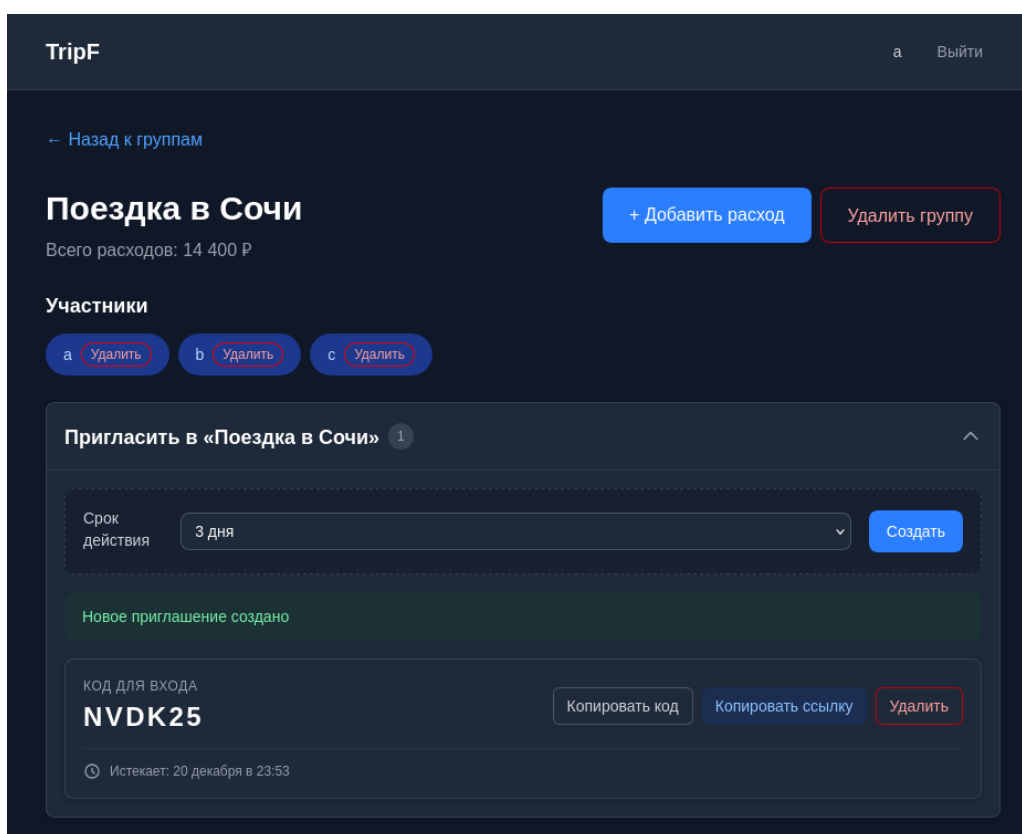 TripF
a Выйти
← Назад к группам
Поездка в Сочи
+ Добавить расход
Удалить группу
Всего расходов: 14 400 ₽
Участники
a Удалить b Удалить c Удалить
Пригласить в «Поездка в Сочи» 1
Срок
действия
3 дня
Создать
Новое приглашение создано
КОД ДЛЯ ВХОДА
NVDK25
Копировать код
Копировать ссылку
Удалить
Истекает: 20 декабря в 23:53